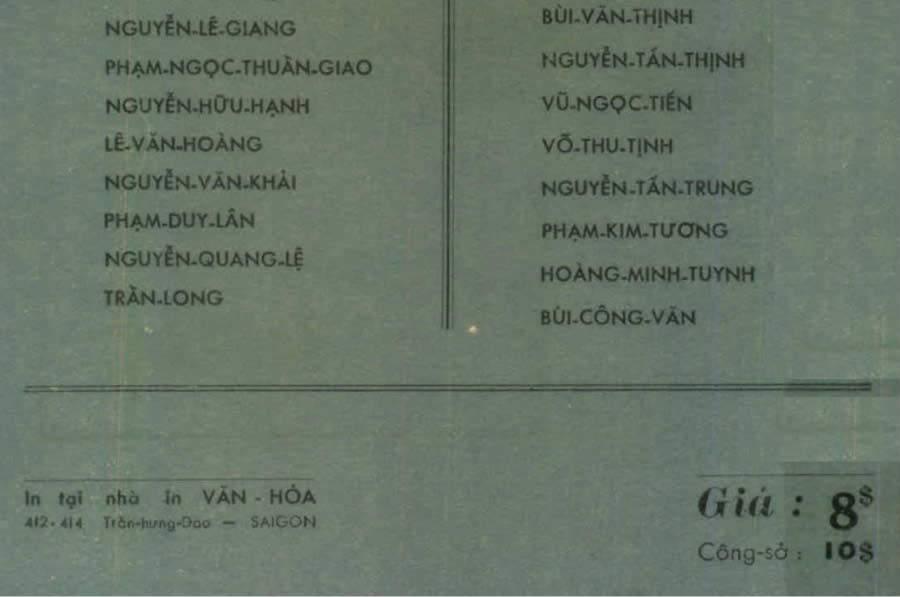 NGUYỄN-LÊ-GIANG
PHẠM-NGỌC-THUẦN-GIAO
NGUYỄN-HỮU-HẠNH
LÊ-VĂN-HOÀNG
NGUYỄN-VĂN-KHẢI
PHẠM-DUY-LÂN
NGUYỄN-QUANG-LỆ
TRẦN-LONG
BÙI-VĂN-THỊNH
NGUYỄN-TẤN-THỊNH
VŨ-NGỌC-TIẾN
VÕ-THU-TỊNH
NGUYỄN-TẤN-TRUNG
PHẠM-KIM-TƯƠNG
HOÀNG-MINH-TUYNH
BÙI-CÔNG-VĂN
In tại nhà in VĂN - HÓA
412-414 Trần-hưng-Đạo — SAIGON
Giá : 8$
Công-sở : 10$